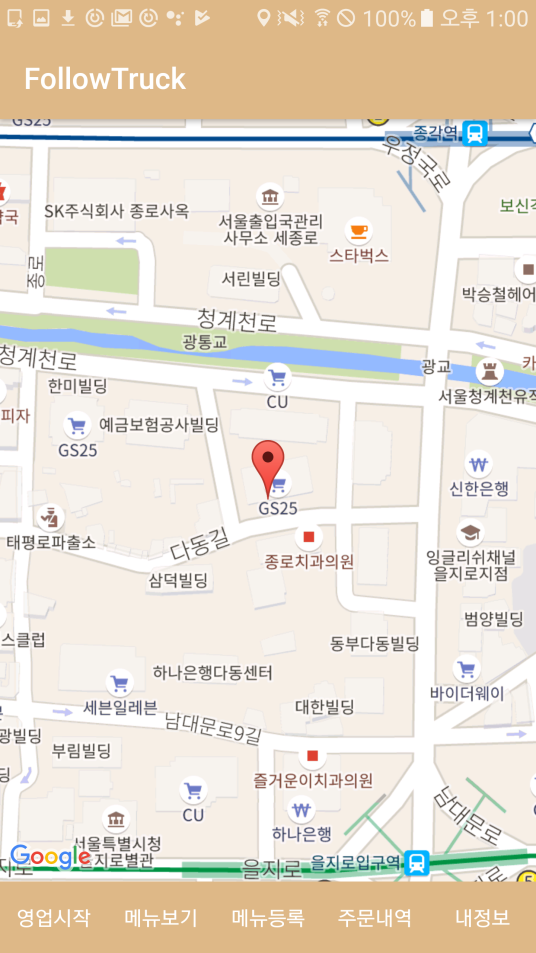 100% 오후 1:00
FollowTruck
GS25
종각역
우정국로
SK주식회사 종로사옥
서울출입국관리
사무소 세종로
스타벅스
서린빌딩
박승철헤어
청계천로
광통교
청계천로
광교
한미빌딩
CU
서울청계천유적
피자
예금보험공사빌딩
GS25
신한은행
GS25
태평로파출소
다동길
종로치과의원
잉글리쉬채널
을지로지점
삼덕빌딩
범양빌딩
스클럽
동부다동빌딩
하나은행다동센터
바이더웨이
세븐일레븐
대한빌딩
남대문로9길
광빌딩
부림빌딩
즐거운이치과의원
CU
하나은행
남대문로
서울특별시청
을지로별관
Google
을지로
을지로입구역
5
영업시작 메뉴보기 메뉴등록 주문내역 내정보